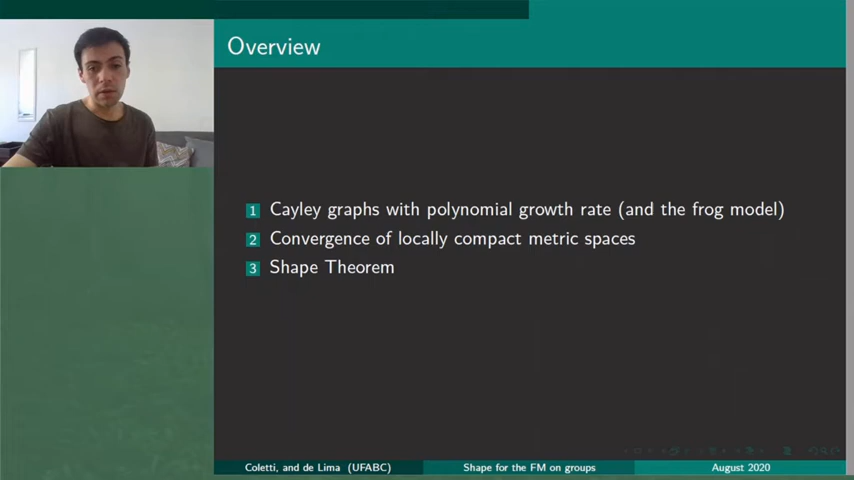 Overview
1 Cayley graphs with polynomial growth rate (and the frog model)
2 Convergence of locally compact metric spaces
3 Shape Theorem
Coletti, and de Lima (UFABC) Shape for the FM on groups August 2020